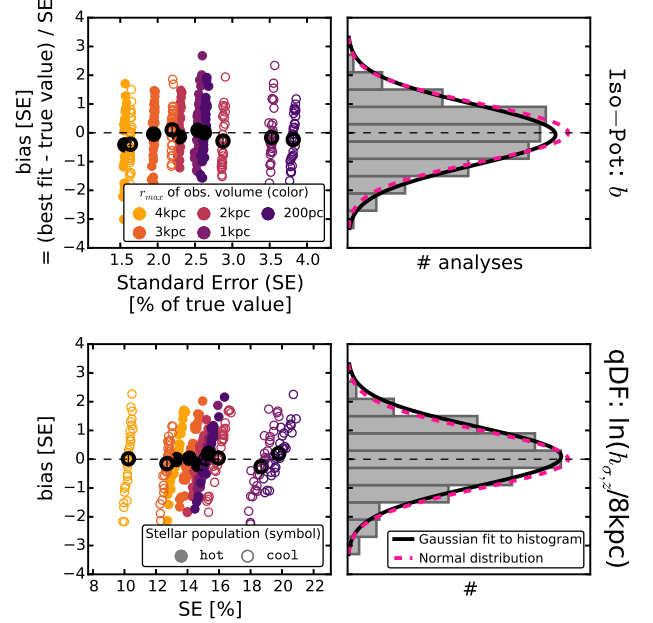 4
3
2
1
0
−1
−2
−3
−4
bias [SE]
= (best fit - true value) / SE
r_max of obs. volume (color)
4kpc 2kpc 200pc
3kpc 1kpc
1.5 2.0 2.5 3.0 3.5 4.0
Standard Error (SE)
[% of true value]
# analyses
Iso−Pot: b
4
3
2
1
0
−1
−2
−3
−4
bias [SE]
Stellar population (symbol)
hot cool
8 10 12 14 16 18 20 22
SE [%]
Gaussian fit to histogram
Normal distribution
#
qDF: ln(h_σ,z/8kpc)